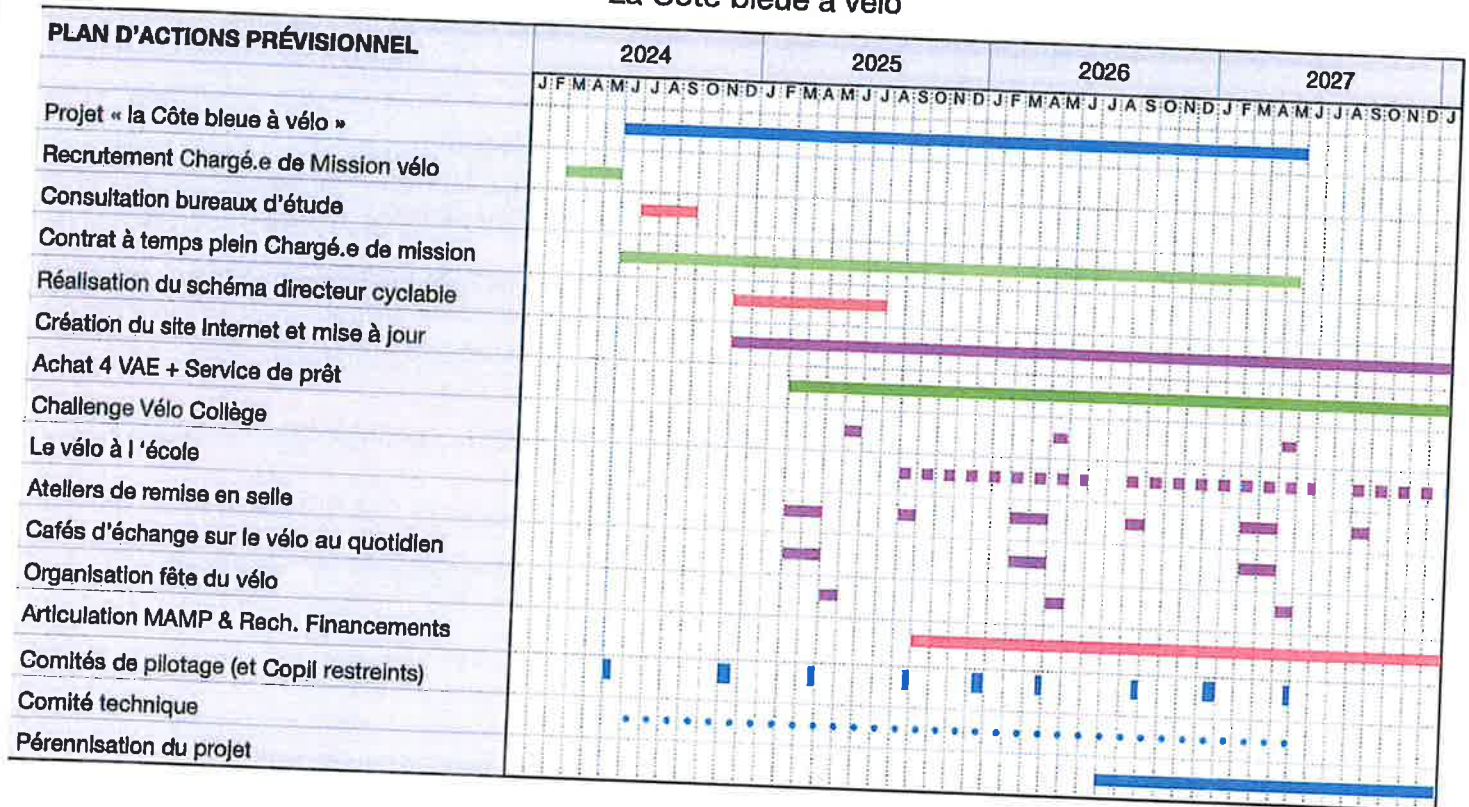 La Côte bleue à vélo
PLAN D'ACTIONS PRÉVISIONNEL
2024 2025 2026 2027
J F M A M J J A S O N D J F M A M J J A S O N D J F M A M J J A S O N D J F M A M J J A S O N D J
Projet « la Côte bleue à vélo »
Recrutement Chargé.e de Mission vélo
Consultation bureaux d'étude
Contrat à temps plein Chargé.e de mission
Réalisation du schéma directeur cyclable
Création du site Internet et mise à jour
Achat 4 VAE + Service de prêt
Challenge Vélo Collège
Le vélo à l 'école
Ateliers de remise en selle
Cafés d'échange sur le vélo au quotidien
Organisation fête du vélo
Articulation MAMP & Rech. Financements
Comités de pilotage (et Copil restreints)
Comité technique
Pérennisation du projet